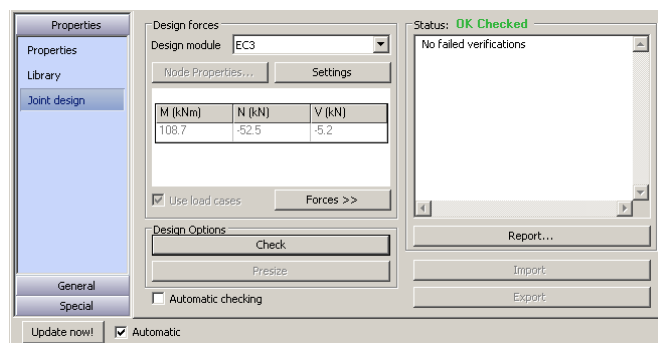 Properties
Properties
Library
Joint design
General
Special
Design forces
Design module EC3
Node Properties... Settings
M (kNm) N (kN) V (kN)
108.7 -52.5 -5.2
Use load cases Forces >>
Design Options
Check
Presize
Automatic checking
Status: OK Checked
No failed verifications
Report...
Import
Export
Update now! Automatic